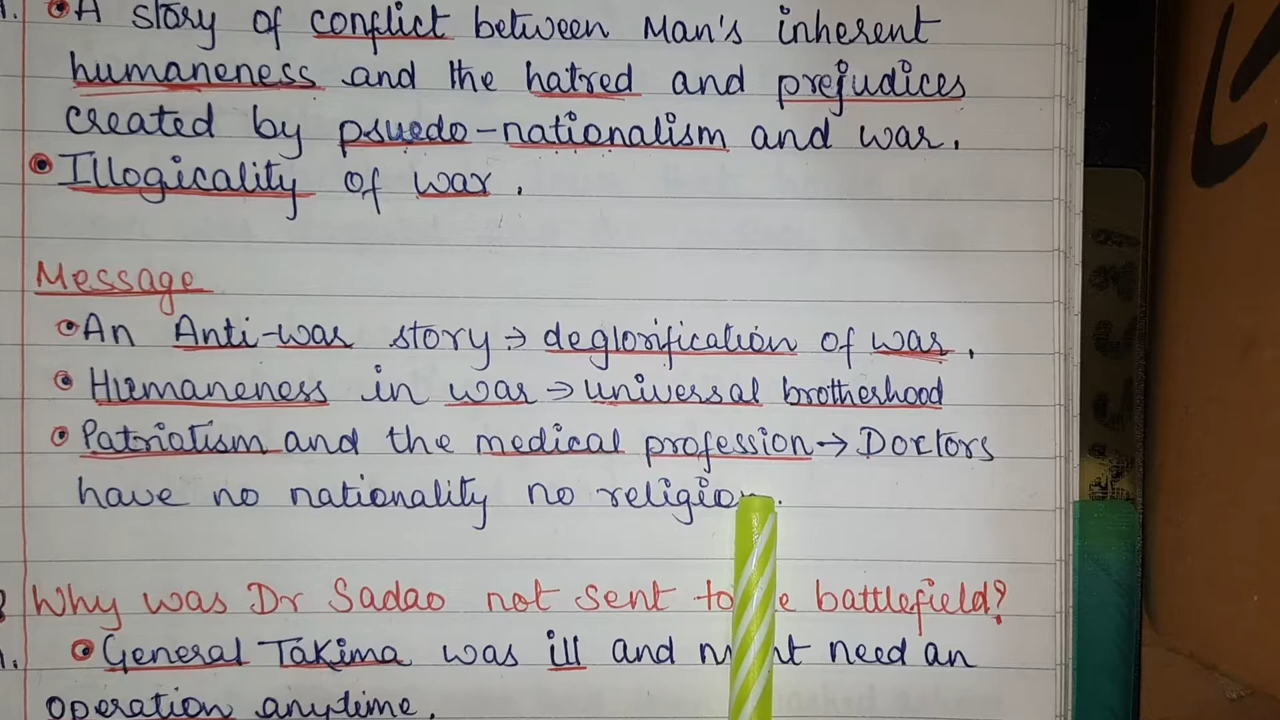 1. • A story of conflict between Man's inherent
humaneness and the hatred and prejudices
created by psuedo-nationalism and war.
• Illogicality of war.
Message
• An Anti-war story → deglorification of war.
• Humaneness in war → universal brotherhood
• Patriotism and the medical profession → Doctors
have no nationality no religion.
Why was Dr Sadao not sent to battlefield?
• General Takima was ill and need an
operation anytime.